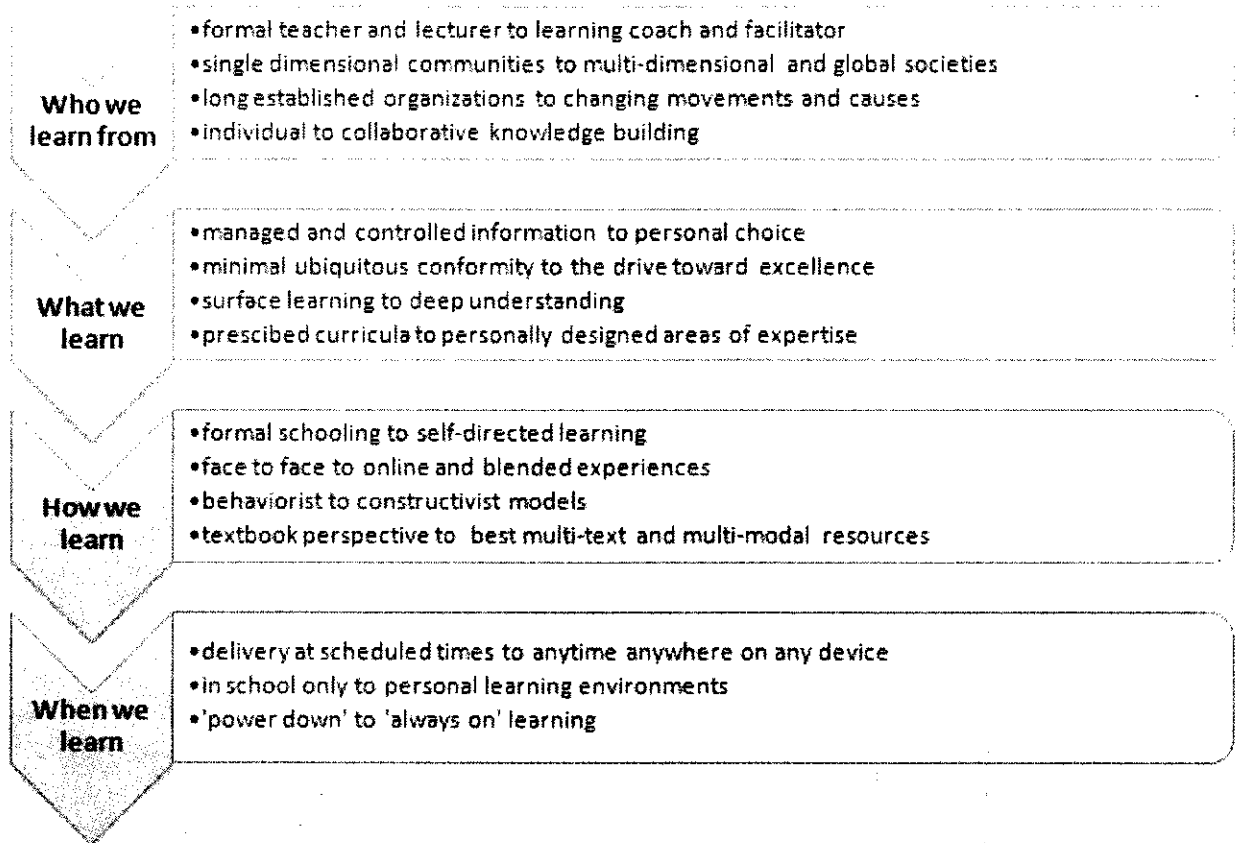 Who we
learn from
•formal teacher and lecturer to learning coach and facilitator
•single dimensional communities to multi-dimensional and global societies
•long established organizations to changing movements and causes
•individual to collaborative knowledge building
What we
learn
•managed and controlled information to personal choice
•minimal ubiquitous conformity to the drive toward excellence
•surface learning to deep understanding
•prescibed curricula to personally designed areas of expertise
How we
learn
•formal schooling to self-directed learning
•face to face to online and blended experiences
•behaviorist to constructivist models
•textbook perspective to best multi-text and multi-modal resources
When we
learn
•delivery at scheduled times to anytime anywhere on any device
•in school only to personal learning environments
•'power down' to 'always on' learning